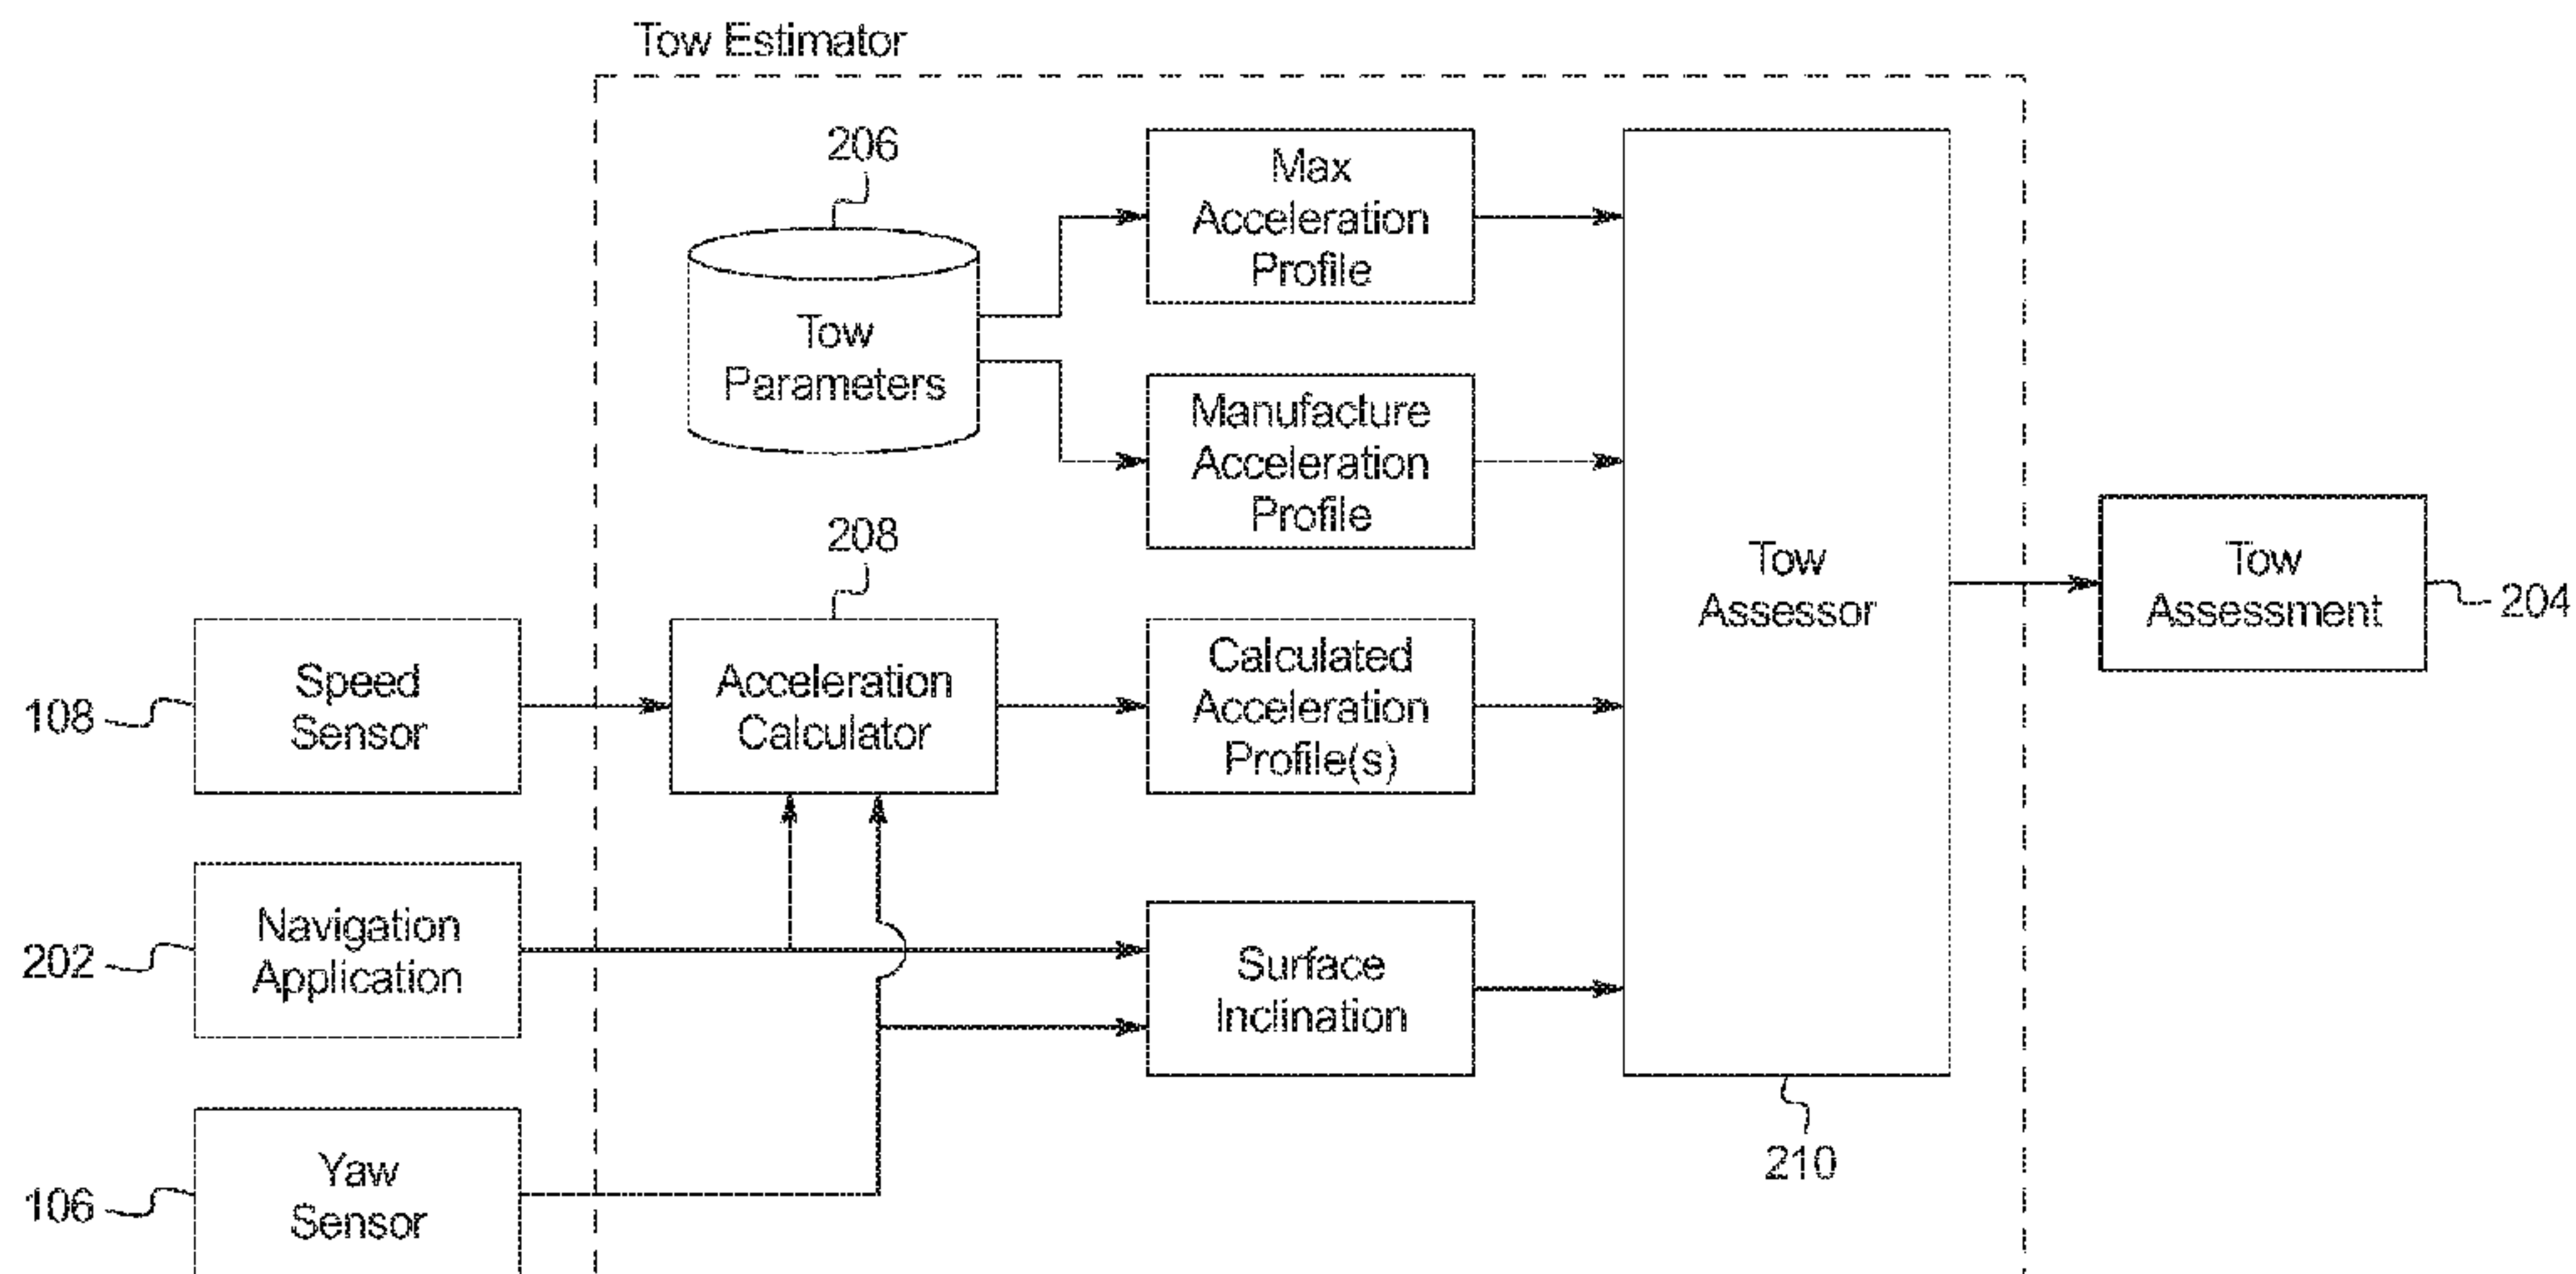 Tow Estimator
206
Max
Acceleration
Profile
Tow
Parameters
Manufacture
Acceleration
Profile
208
Tow
Assessor
Tow
Assessment
204
Speed
Sensor
108
Acceleration
Calculator
Calculated
Acceleration
Profile(s)
Navigation
Application
202
Surface
Inclination
210
Yaw
Sensor
106